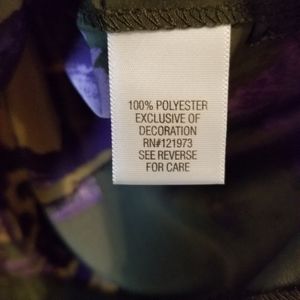 100% POLYESTER
EXCLUSIVE OF
DECORATION
RN#121973
SEE REVERSE
FOR CARE